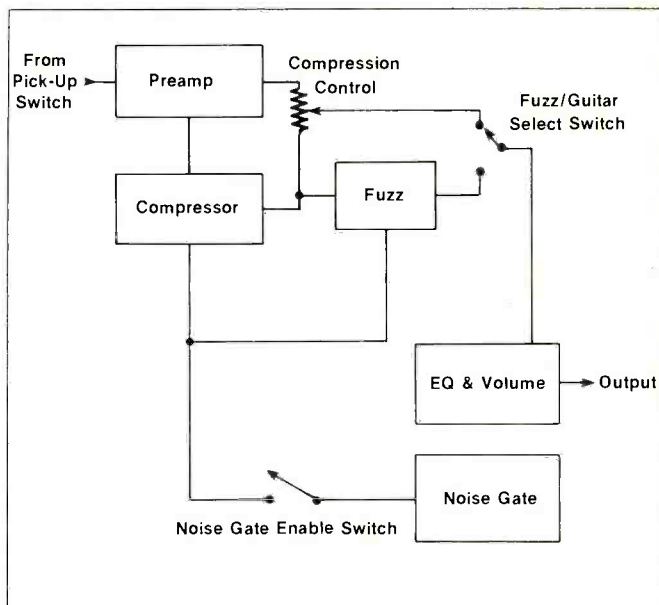 From
Pick-Up
Switch
Preamp
Compression
Control
Fuzz/Guitar
Select Switch
Compressor
Fuzz
EQ & Volume
Output
Noise Gate
Noise Gate Enable Switch